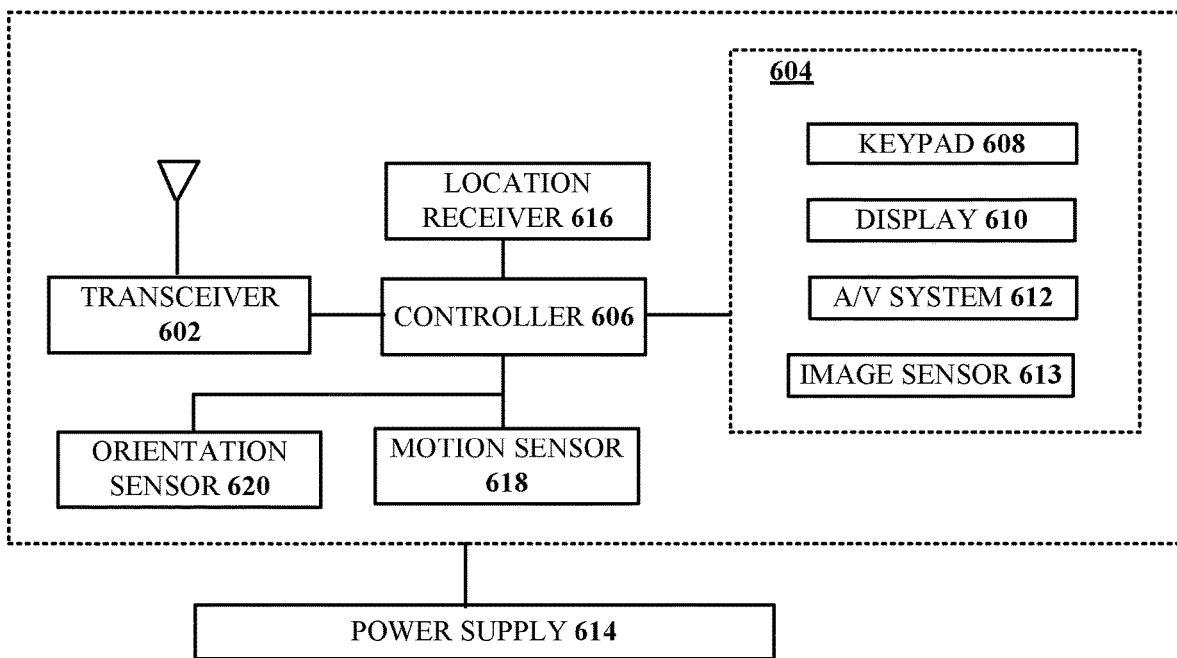 604
KEYPAD 608
DISPLAY 610
A/V SYSTEM 612
IMAGE SENSOR 613
LOCATION
RECEIVER 616
TRANSCEIVER
602
CONTROLLER 606
ORIENTATION
SENSOR 620
MOTION SENSOR
618
POWER SUPPLY 614